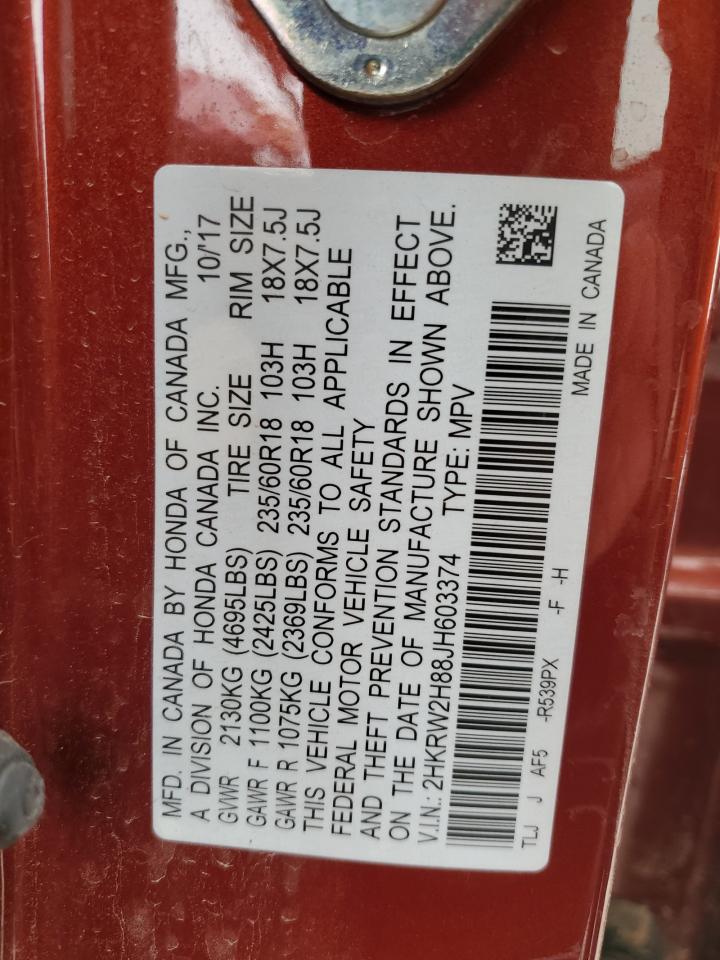 MFD. IN CANADA BY HONDA OF CANADA MFG.,
A DIVISION OF HONDA CANADA INC. 10/'17
GVWR 2130KG (4695LBS) TIRE SIZE RIM SIZE
GAWR F 1100KG (2425LBS) 235/60R18 103H 18X7.5J
GAWR R 1075KG (2369LBS) 235/60R18 103H 18X7.5J
THIS VEHICLE CONFORMS TO ALL APPLICABLE
FEDERAL MOTOR VEHICLE SAFETY
AND THEFT PREVENTION STANDARDS IN EFFECT
ON THE DATE OF MANUFACTURE SHOWN ABOVE.
V.I.N.: 2HKRW2H88JH603374 TYPE: MPV
TLJ J AF5 -R539PX -F -H MADE IN CANADA